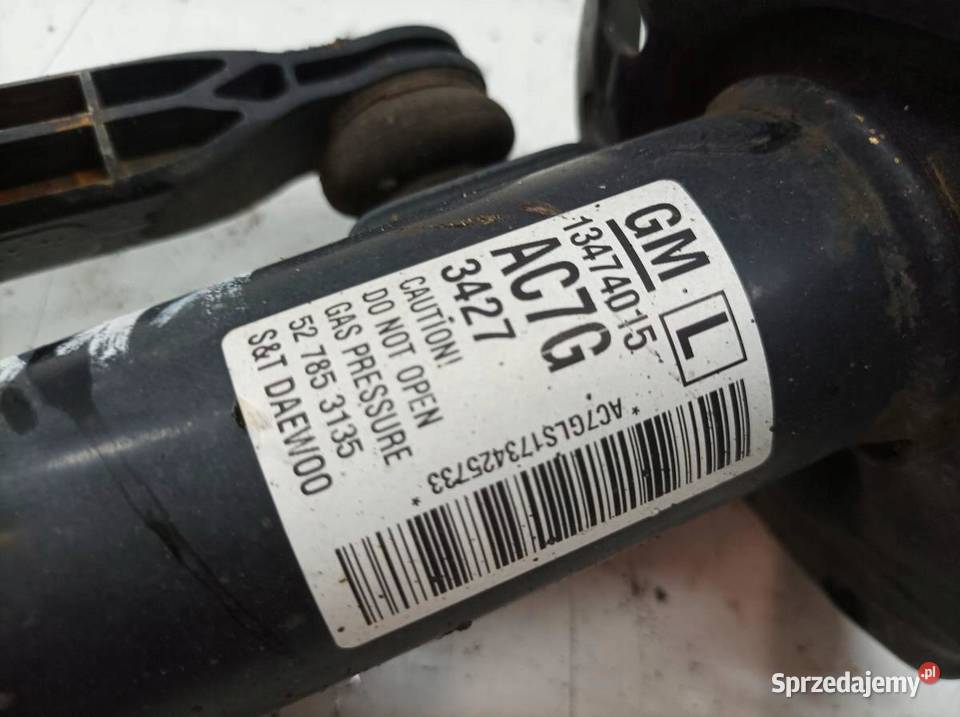 GM
13474015
L
AC7G
3427
CAUTION!
DO NOT OPEN
GAS PRESSURE
52 785 3135
S&T DAEWOO
* AC7GLS173425733 *
Sprzedajemy.pl